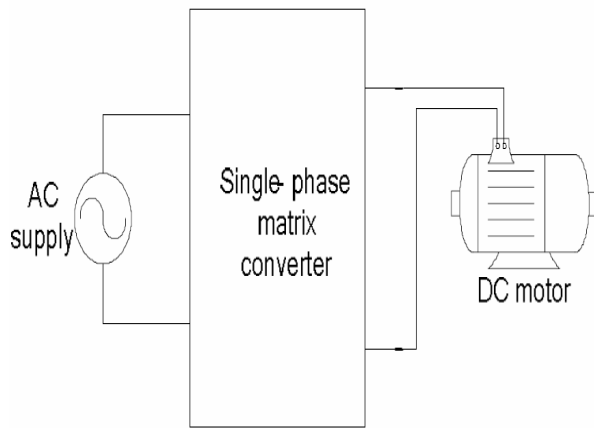 AC
supply
Single- phase
matrix
converter
DC motor